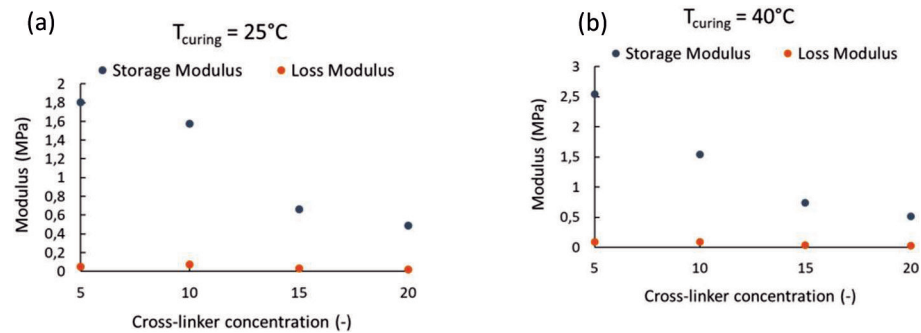 (a)
T_curing = 25°C
Storage Modulus Loss Modulus
Modulus (MPa)
2
1,8
1,6
1,4
1,2
1
0,8
0,6
0,4
0,2
0
5 10 15 20
Cross-linker concentration (-)
(b)
T_curing = 40°C
Storage Modulus Loss Modulus
Modulus (MPa)
3
2,5
2
1,5
1
0,5
0
5 10 15 20
Cross-linker concentration (-)